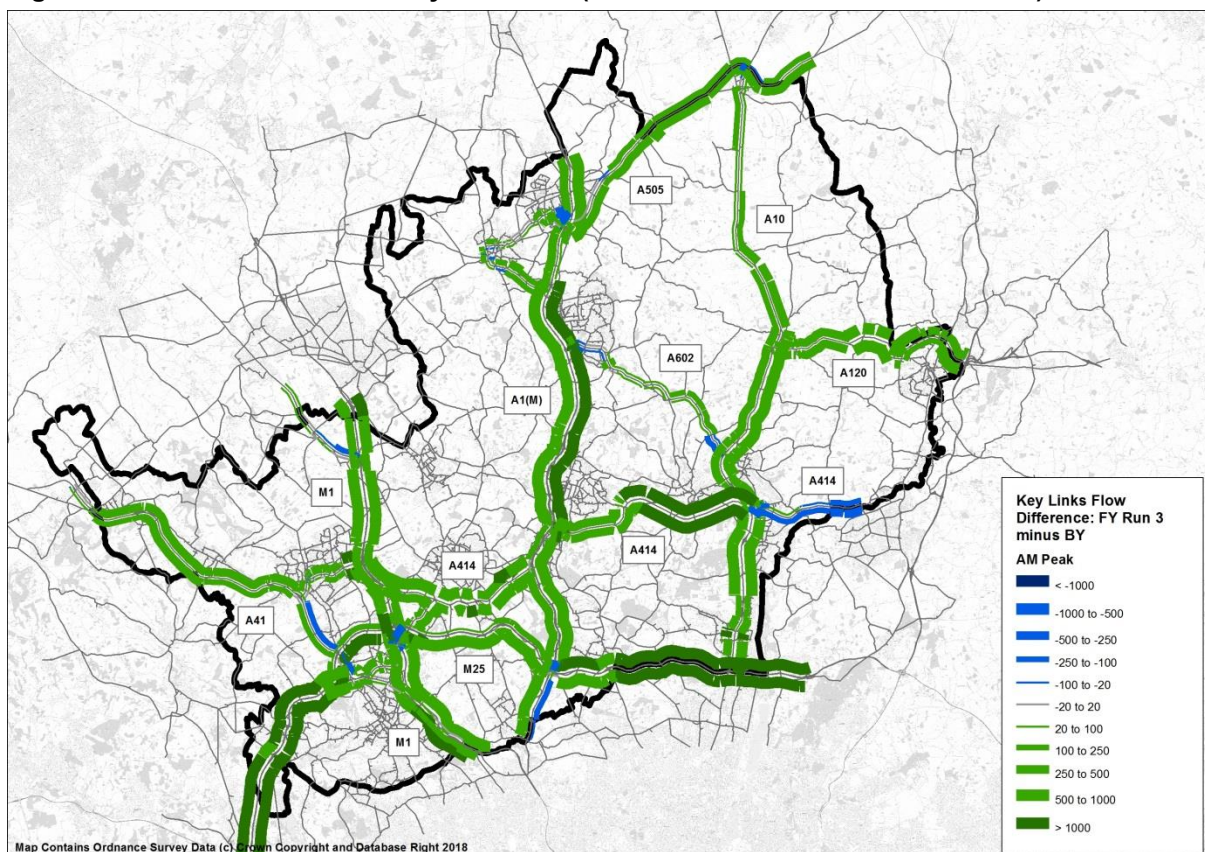 A505
A10
A602
A120
A1(M)
M1
A414
A414
A414
A41
M25
M1
Key Links Flow
Difference: FY Run 3
minus BY
AM Peak
< -1000
-1000 to -500
-500 to -250
-250 to -100
-100 to -20
-20 to 20
20 to 100
100 to 250
250 to 500
500 to 1000
> 1000
Map Contains Ordnance Survey Data (c) Crown Copyright and Database Right 2018